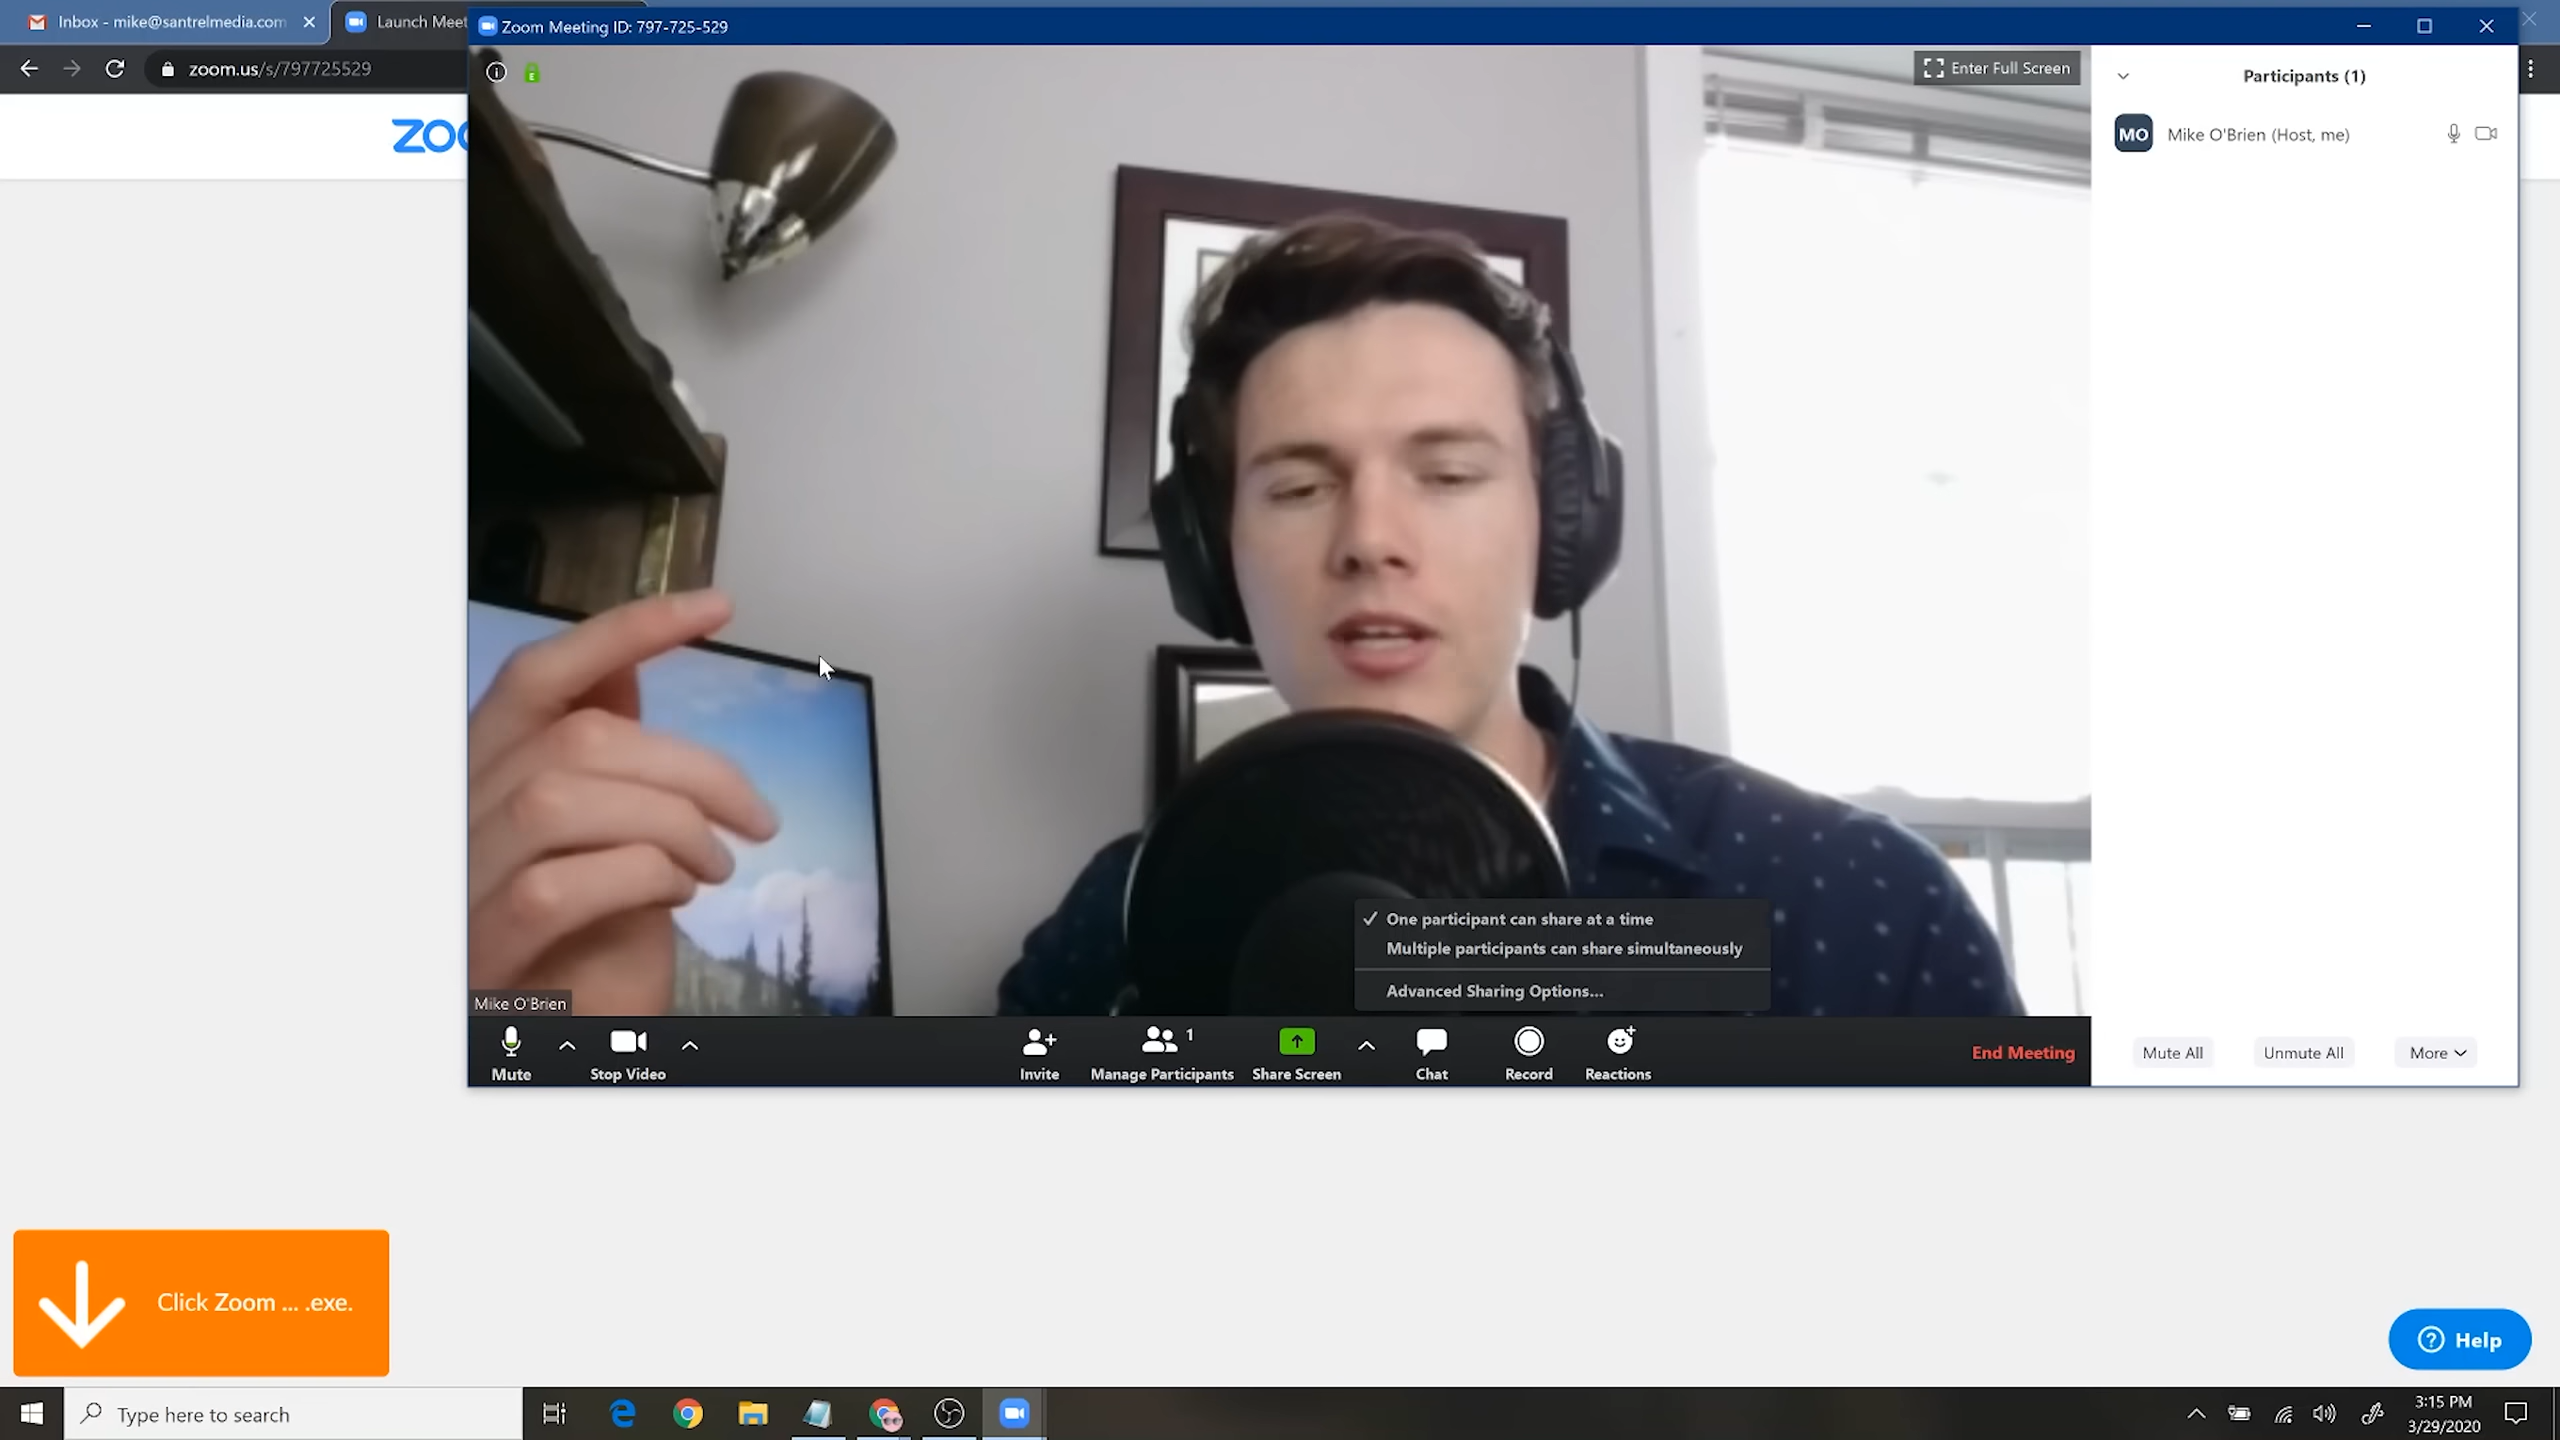 Inbox - mike@santrelmedia.com
Launch Meet
Zoom Meeting ID: 797-725-529
zoom.us/s/797725529
Enter Full Screen
Participants (1)
zoo
MO
Mike O'Brien (Host, me)
One participant can share at a time
Multiple participants can share simultaneously
Advanced Sharing Options...
Mike O'Brien
1
Mute
Stop Video
Invite
Manage Participants
Share Screen
Chat
Record
Reactions
End Meeting
Mute All
Unmute All
More
Click Zoom ... .exe.
Help
Type here to search
3:15 PM
3/29/2020